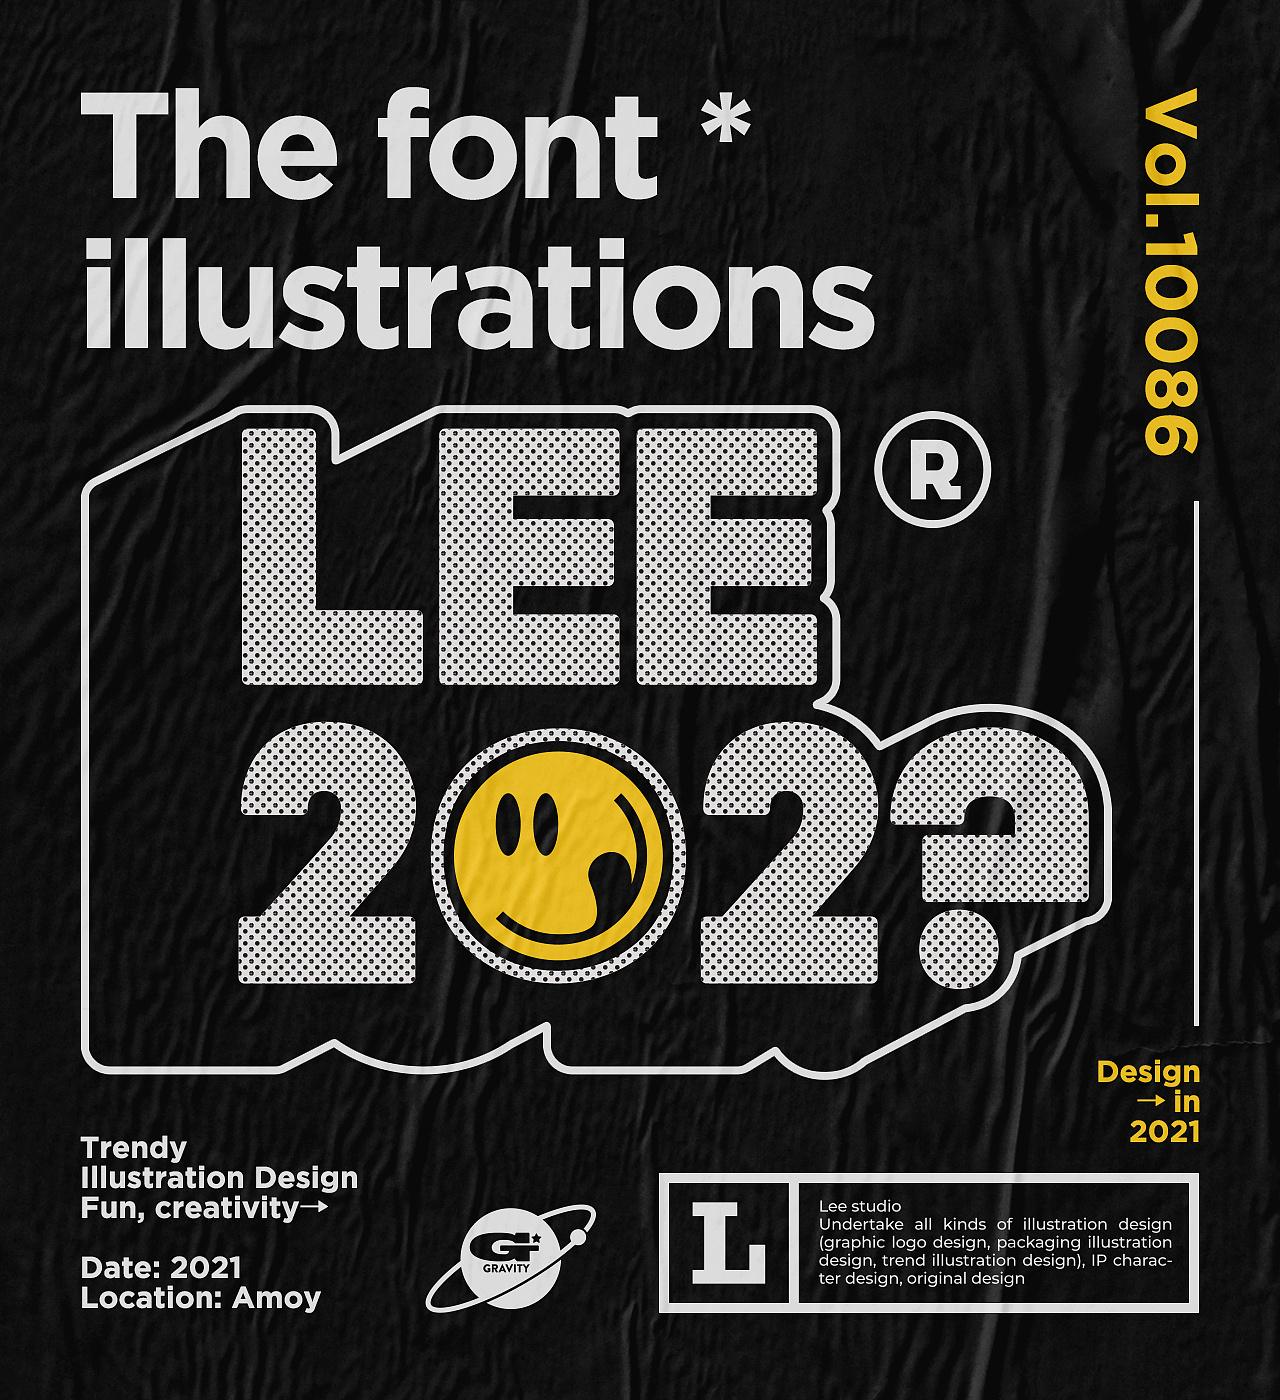 The font *
illustrations
Vol.10086
LEE
®
202?
Design
→ in
2021
Trendy
Illustration Design
Fun, creativity→
Date: 2021
Location: Amoy
G
GRAVITY
L
Lee studio
Undertake all kinds of illustration design
(graphic logo design, packaging illustration
design, trend illustration design), IP charac-
ter design, original design